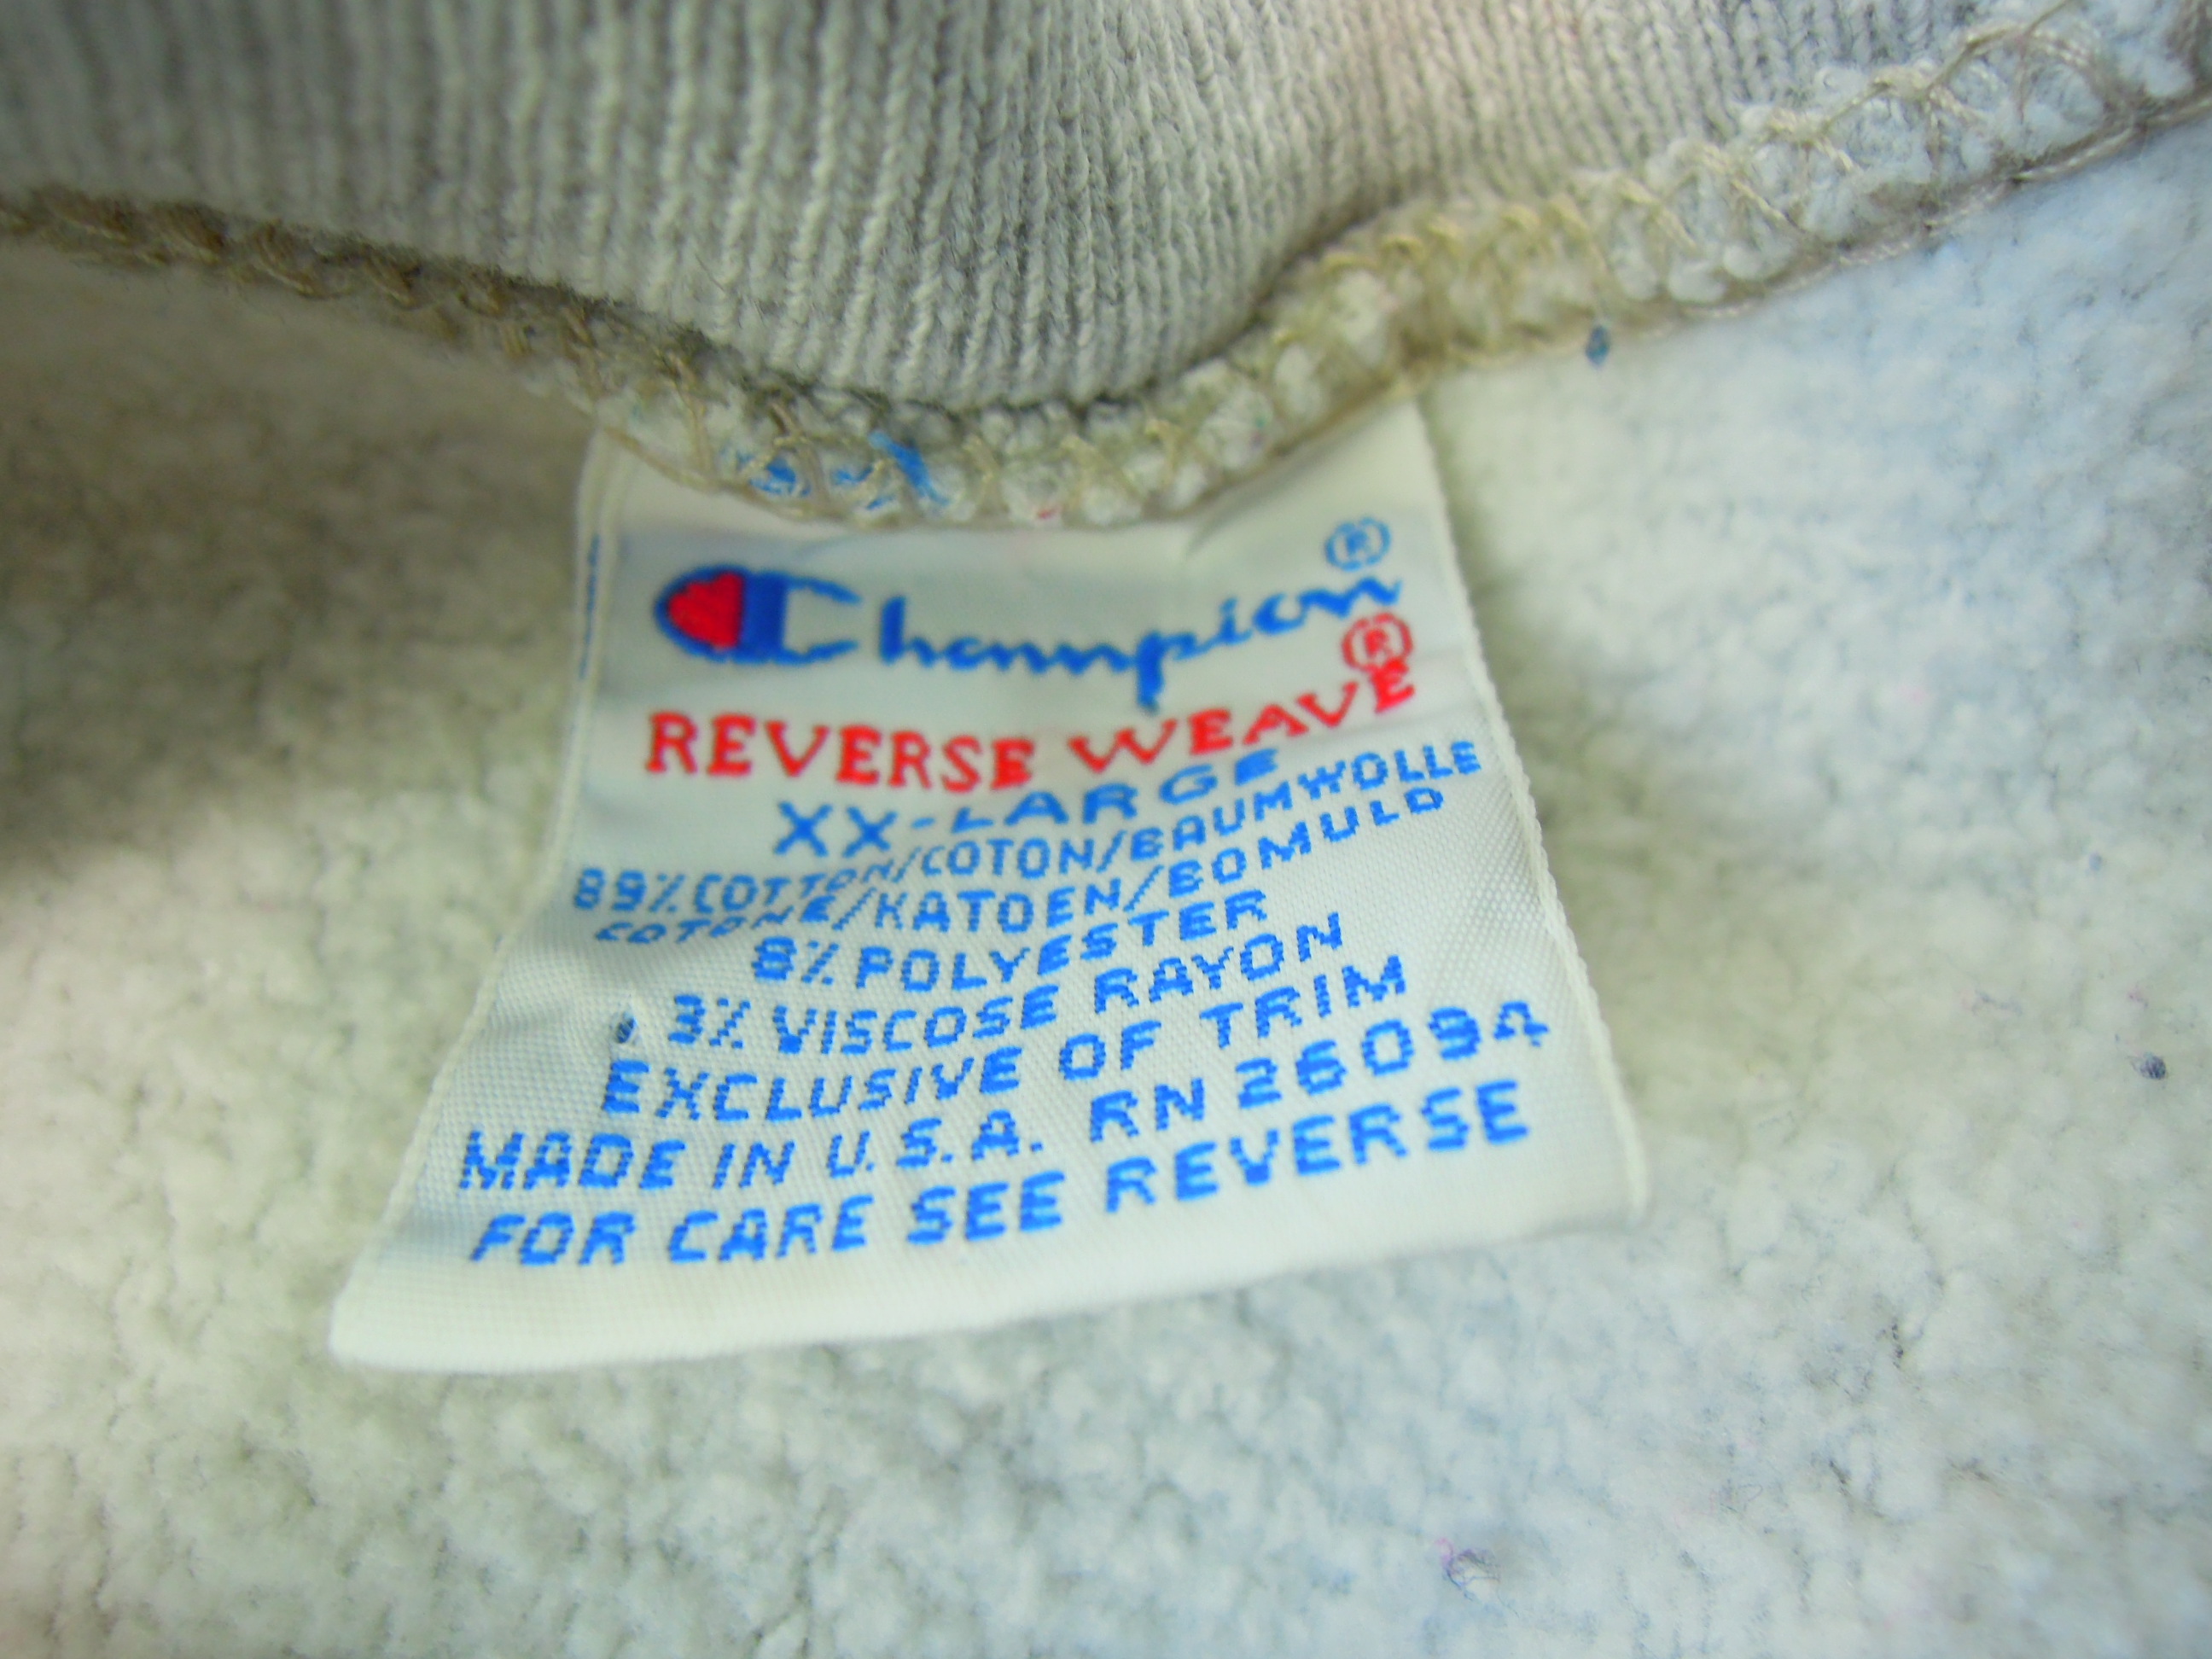 Champion®
REVERSE WEAVE®
XX-LARGE
89% COTTON/COTON/BAUMWOLLE
COTONE/KATOEN/BOMULD
8% POLYESTER
3% VISCOSE RAYON
EXCLUSIVE OF TRIM
MADE IN U.S.A. RN 26094
FOR CARE SEE REVERSE